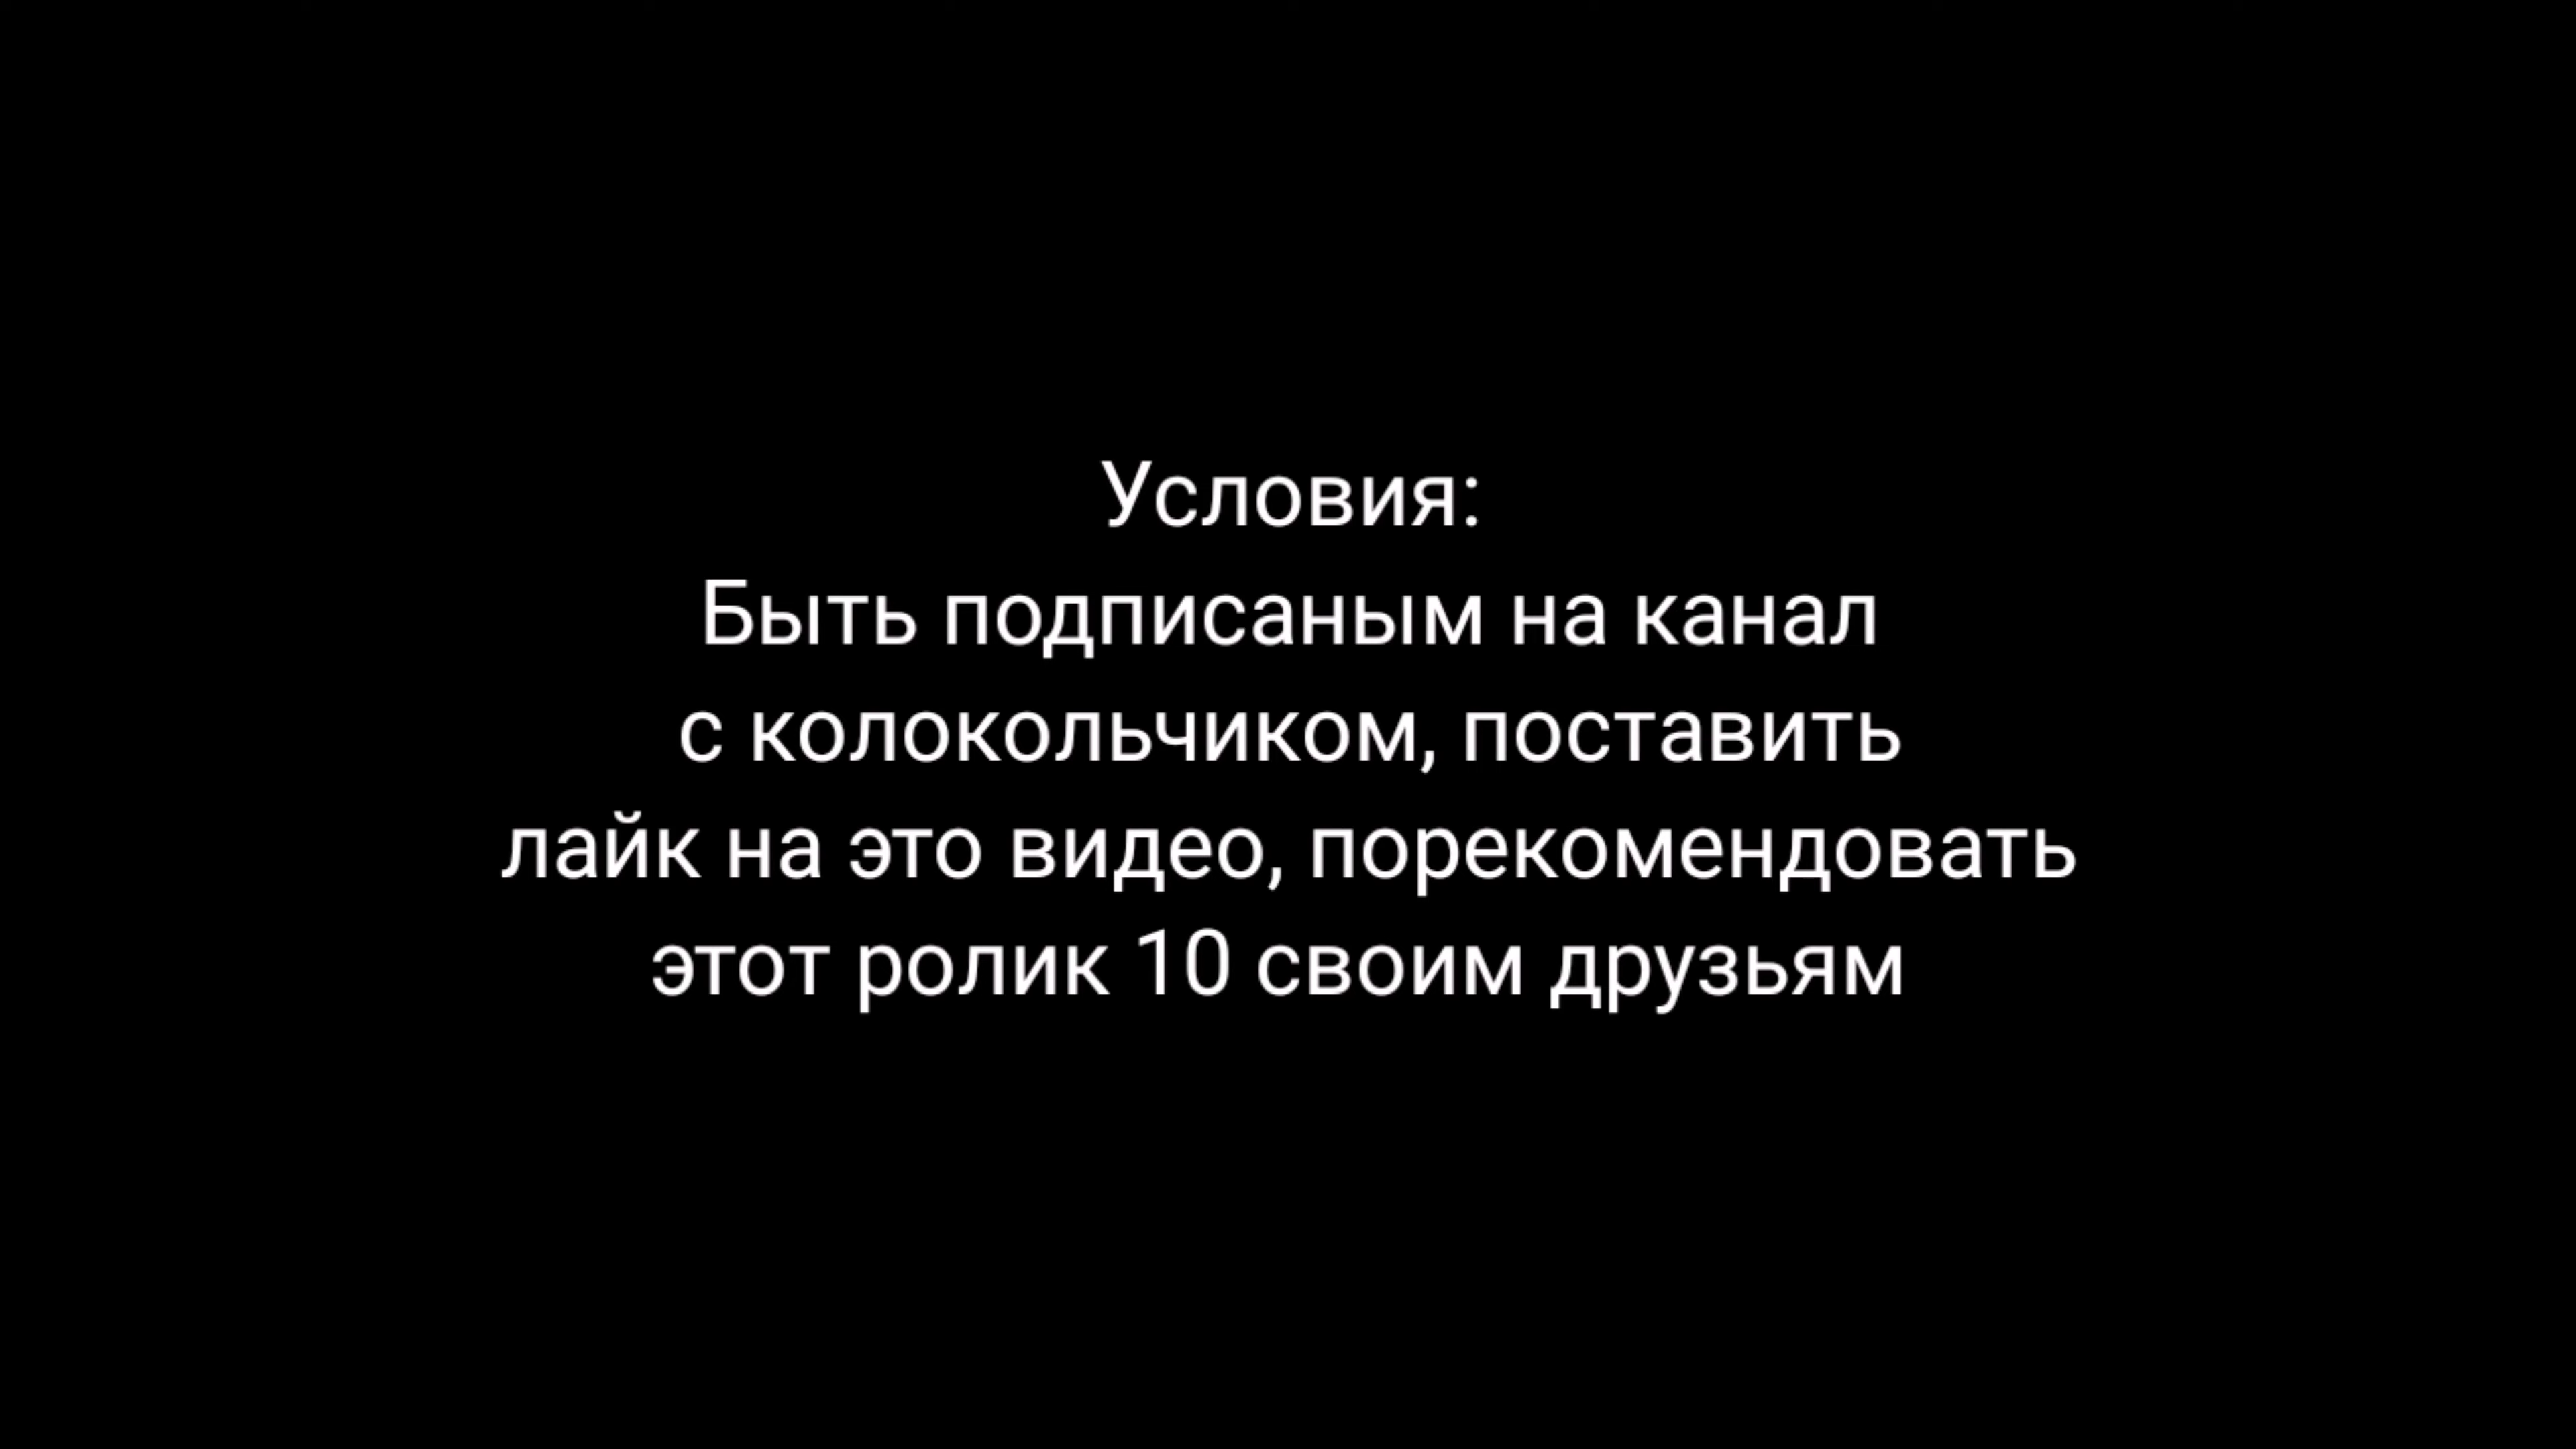 Условия:
Быть подписаным на канал
с колокольчиком, поставить
лайк на это видео, порекомендовать
этот ролик 10 своим друзьям